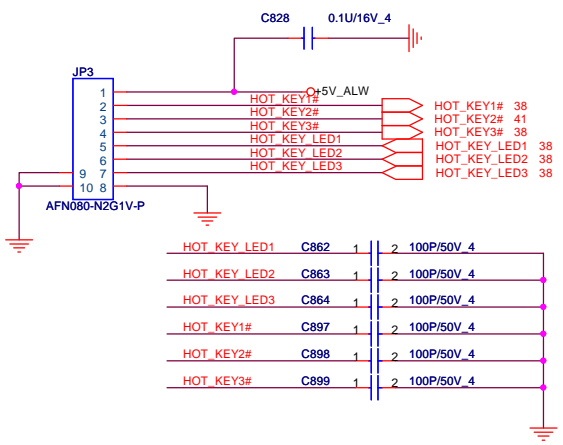 C828 0.1U/16V_4
JP3
1 +5V_ALW
2 HOT_KEY1# HOT_KEY1# 38
3 HOT_KEY2# HOT_KEY2# 41
4 HOT_KEY3# HOT_KEY3# 38
5 HOT_KEY_LED1 HOT_KEY_LED1 38
6 HOT_KEY_LED2 HOT_KEY_LED2 38
9 7 HOT_KEY_LED3 HOT_KEY_LED3 38
10 8
AFN080-N2G1V-P
HOT_KEY_LED1 C862 1 2 100P/50V_4
HOT_KEY_LED2 C863 1 2 100P/50V_4
HOT_KEY_LED3 C864 1 2 100P/50V_4
HOT_KEY1# C897 1 2 100P/50V_4
HOT_KEY2# C898 1 2 100P/50V_4
HOT_KEY3# C899 1 2 100P/50V_4